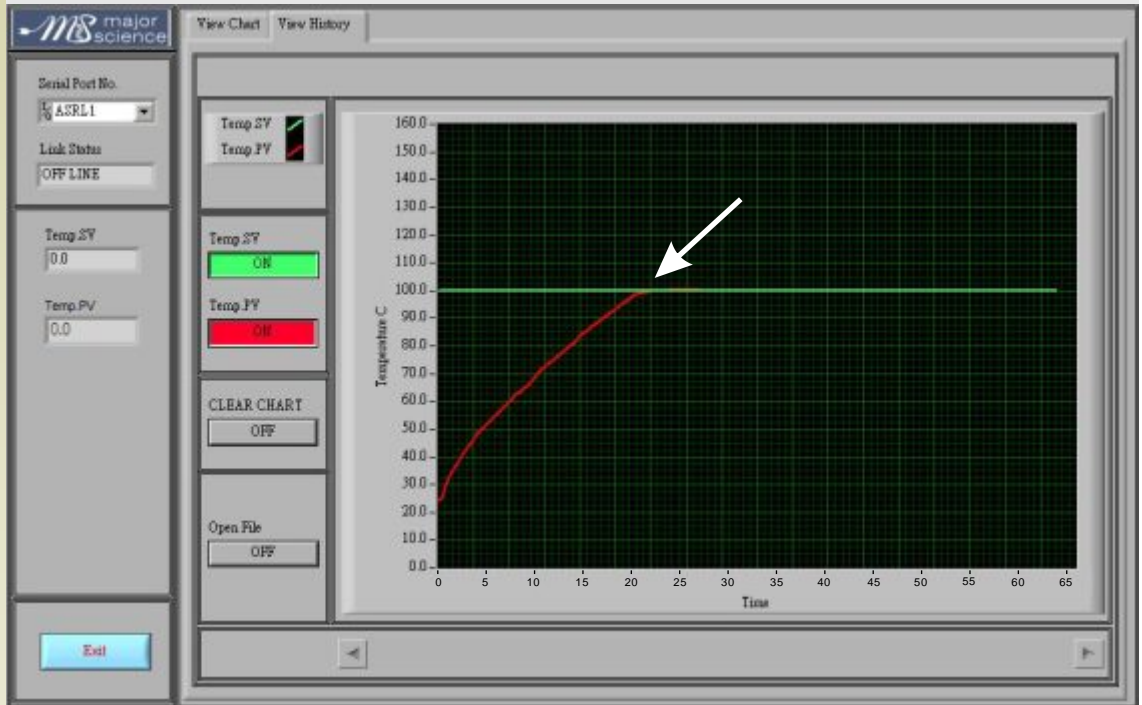 MS major science
View Chart View History
Serial Port No.
I/O ASRL1
Link Status
OFF LINE
Temp.SV
0.0
Temp.PV
0.0
Exit
Temp.SV
Temp.PV
Temp.SV
ON
Temp.PV
ON
CLEAR CHART
OFF
Open File
OFF
Temperature C
160.0
150.0
140.0
130.0
120.0
110.0
100.0
90.0
80.0
70.0
60.0
50.0
40.0
30.0
20.0
10.0
0.0
0 5 10 15 20 25 30 35 40 45 50 55 60 65
Time